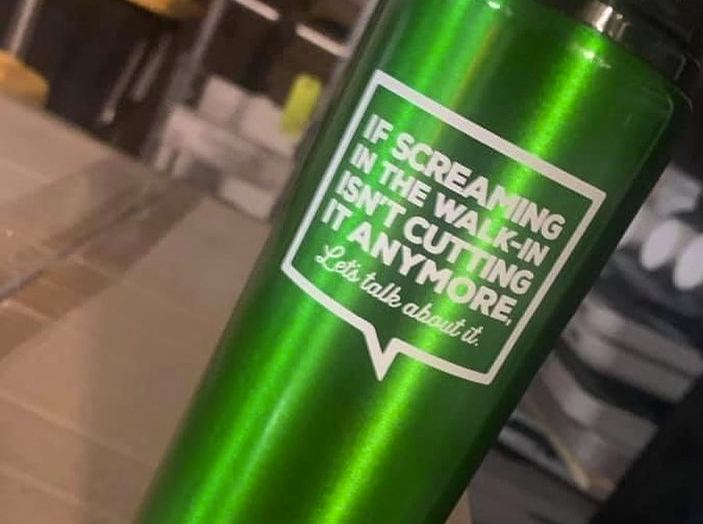 IF SCREAMING
IN THE WALK-IN
ISN'T CUTTING
IT ANYMORE,
Let's talk about it.